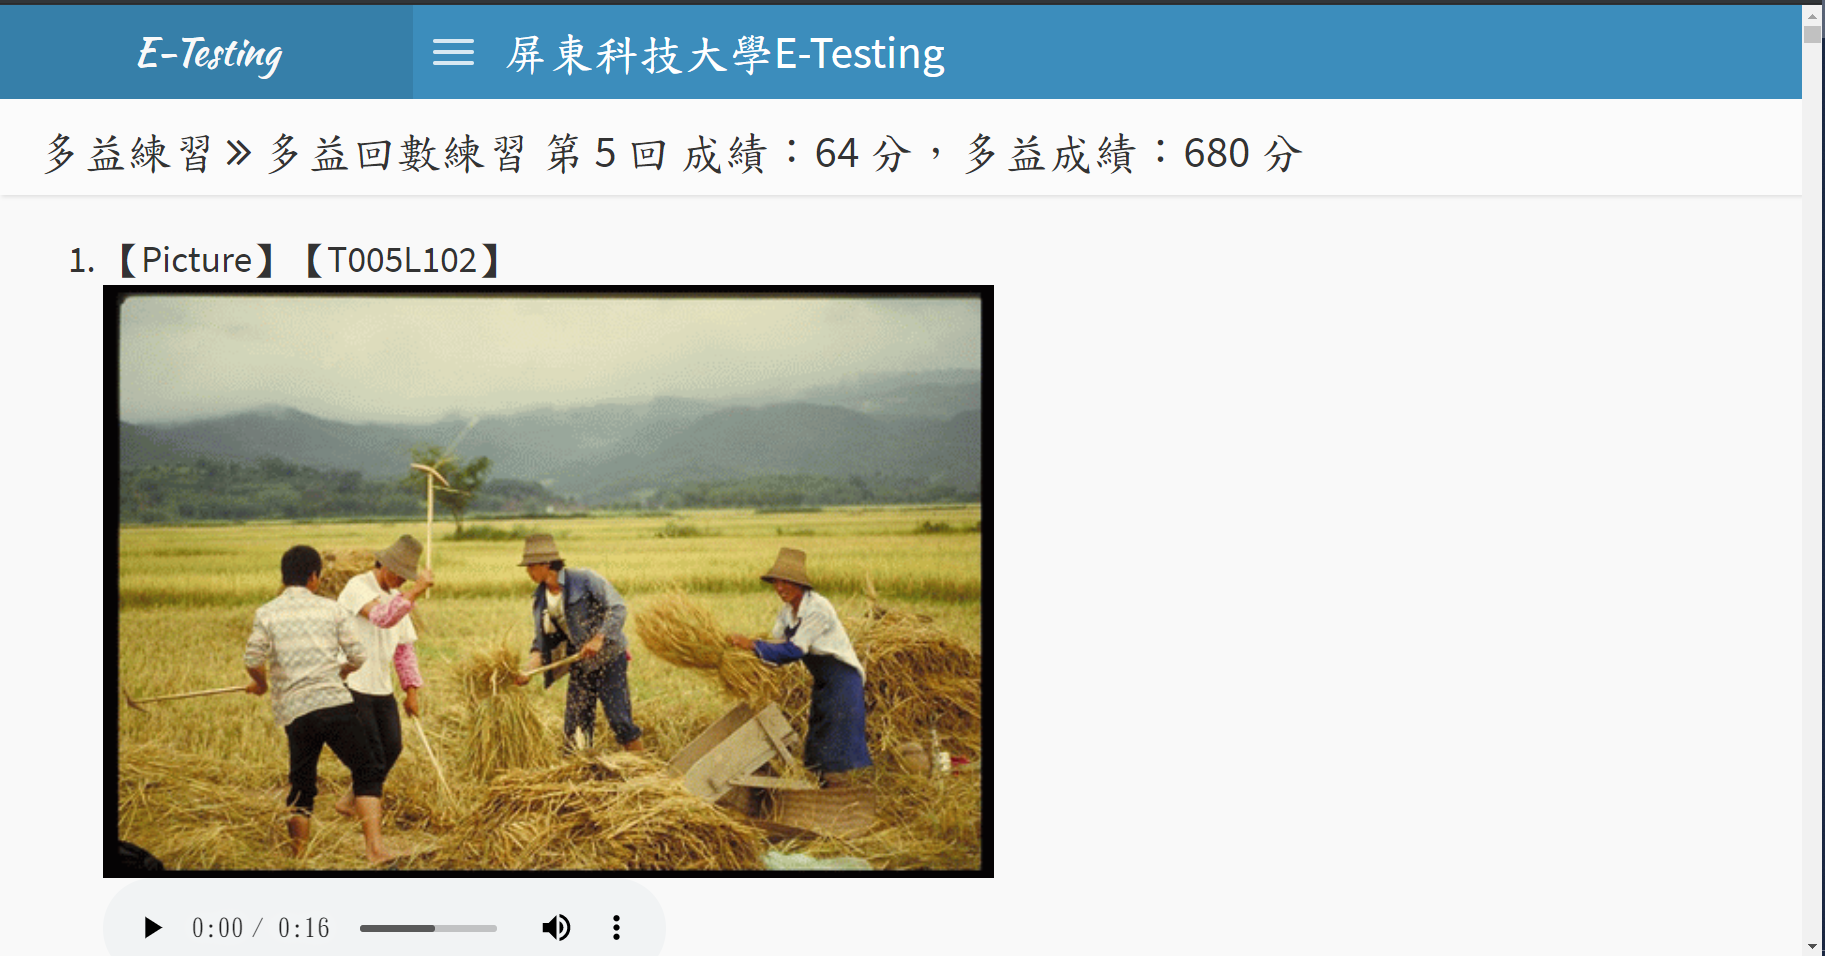 E-Testing
屏東科技大學E-Testing
多益練習 » 多益回數練習 第 5 回 成績：64 分，多益成績：680 分
1. 【Picture】【T005L102】
0:00 / 0:16